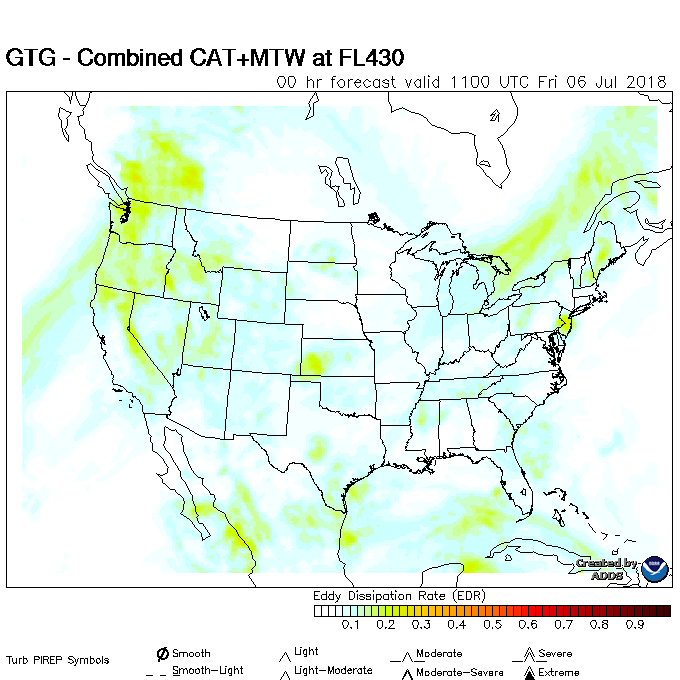 GTG - Combined CAT+MTW at FL430
00 hr forecast valid 1100 UTC Fri 06 Jul 2018
Created by
ADDS
Eddy Dissipation Rate (EDR)
0.1 0.2 0.3 0.4 0.5 0.6 0.7 0.8 0.9
Turb PIREP Symbols
Smooth Light Moderate Severe
Smooth-Light Light-Moderate Moderate-Severe Extreme